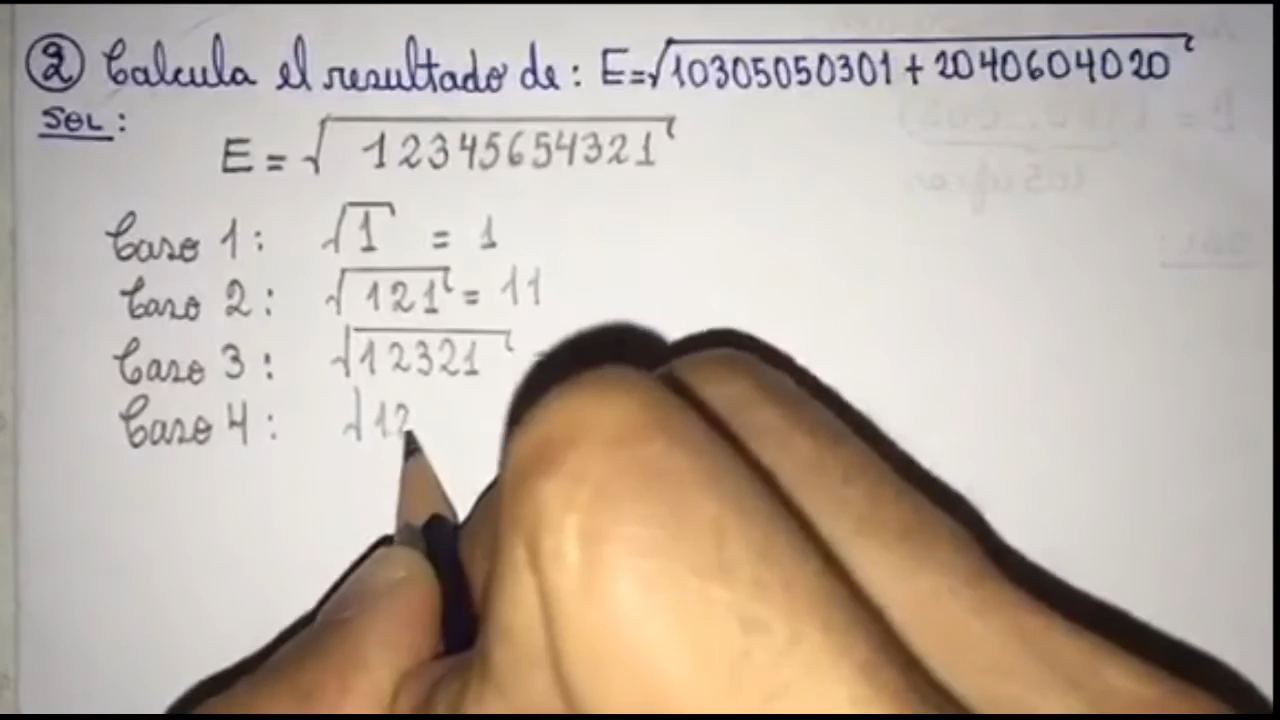 2 Calcula el resultado de: E=√10305050301+2040604020
SOL:
E=√12345654321
Caso 1: √1 = 1
Caso 2: √121 = 11
Caso 3: √12321
Caso 4: √12